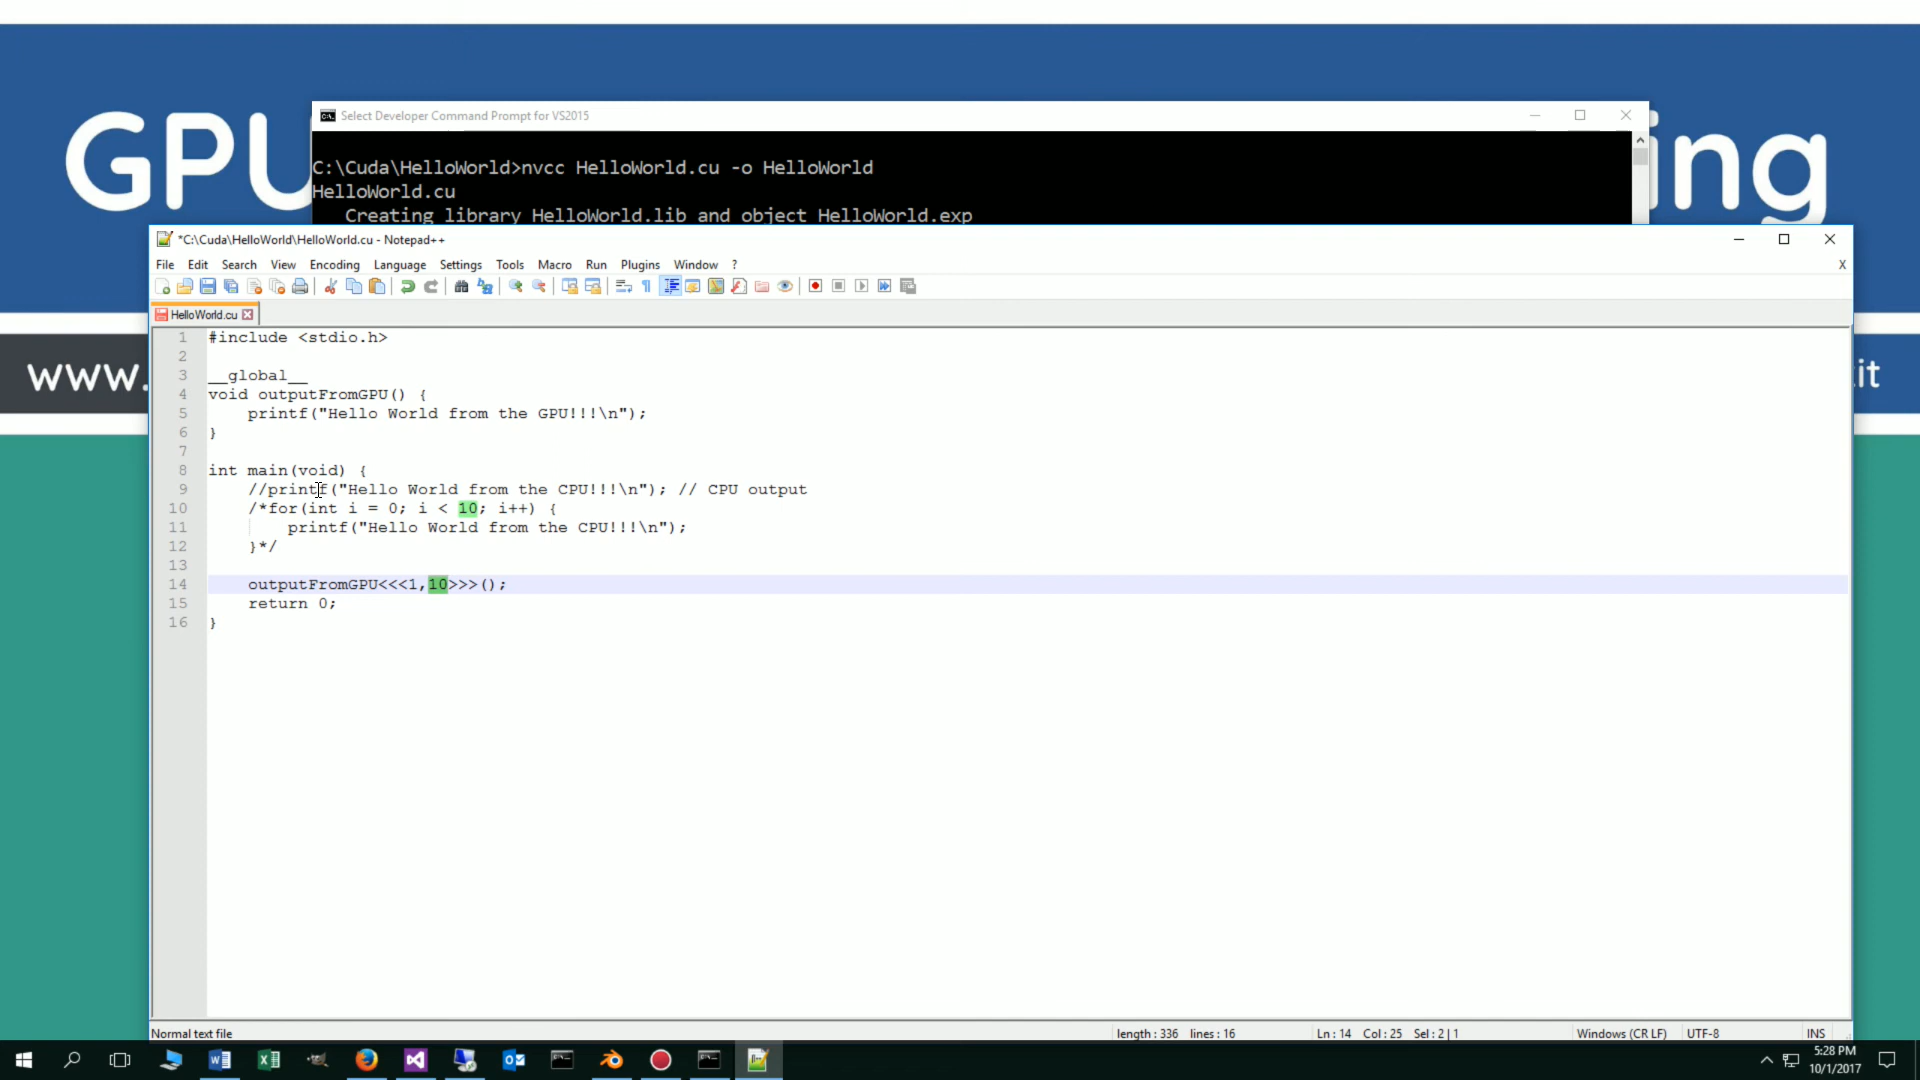 GPU
ing
Select Developer Command Prompt for VS2015
C:\Cuda\HelloWorld>nvcc HelloWorld.cu -o HelloWorld
HelloWorld.cu
   Creating library HelloWorld.lib and object HelloWorld.exp
*C:\Cuda\HelloWorld\HelloWorld.cu - Notepad++
File Edit Search View Encoding Language Settings Tools Macro Run Plugins Window ? X
HelloWorld.cu
www.
it
1 #include <stdio.h>
2
3 __global__
4 void outputFromGPU() {
5     printf("Hello World from the GPU!!!\n");
6 }
7
8 int main(void) {
9     //printf("Hello World from the CPU!!!\n"); // CPU output
10     /*for(int i = 0; i < 10; i++) {
11         printf("Hello World from the CPU!!!\n");
12     }*/
13
14     outputFromGPU<<<1,10>>>();
15     return 0;
16 }
Normal text file length : 336 lines : 16 Ln : 14 Col : 25 Sel : 2 | 1 Windows (CR LF) UTF-8 INS
5:28 PM
10/1/2017